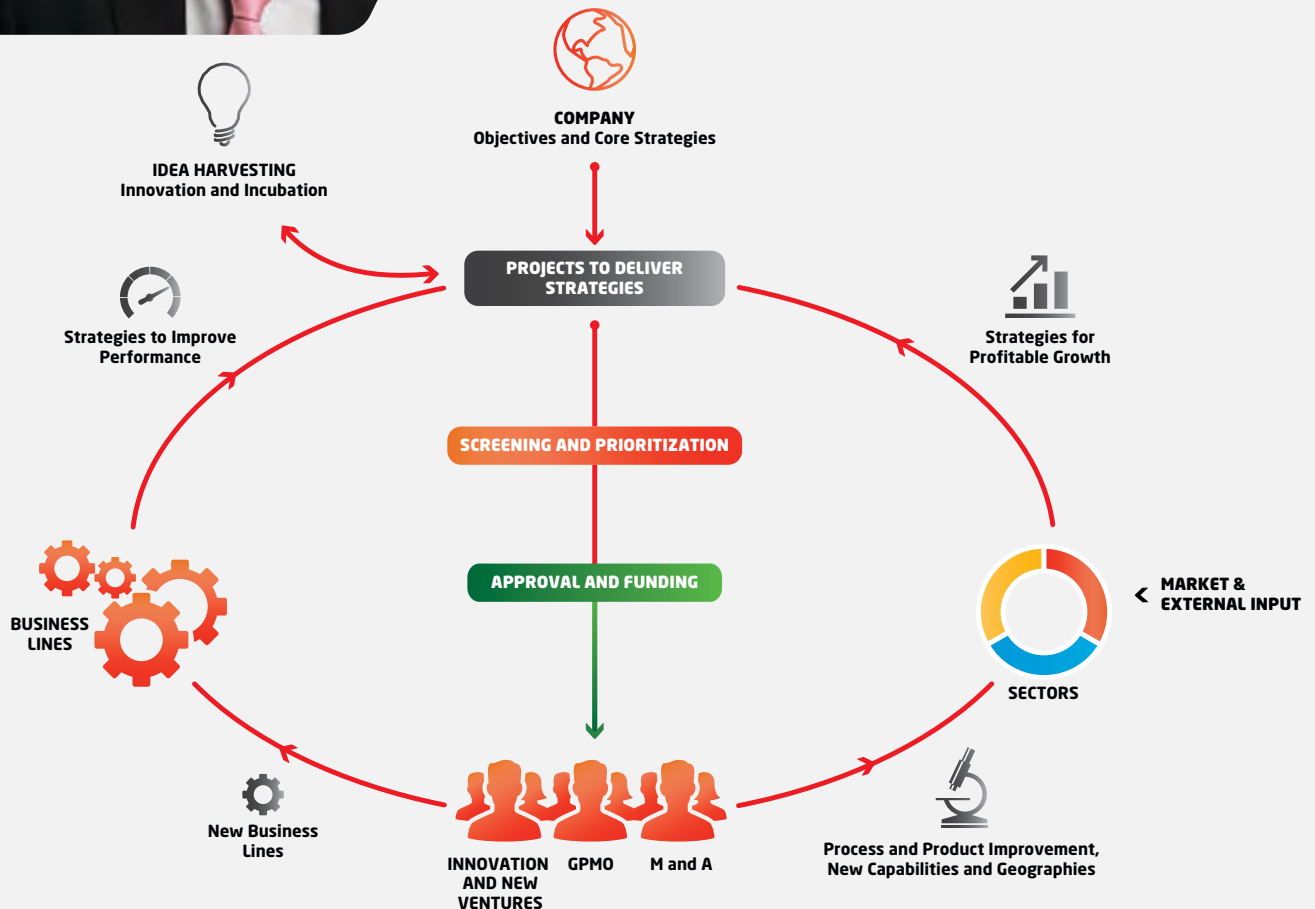 COMPANY
Objectives and Core Strategies
IDEA HARVESTING
Innovation and Incubation
PROJECTS TO DELIVER
STRATEGIES
Strategies to Improve
Performance
Strategies for
Profitable Growth
SCREENING AND PRIORITIZATION
APPROVAL AND FUNDING
BUSINESS
LINES
MARKET &
EXTERNAL INPUT
SECTORS
New Business
Lines
INNOVATION
AND NEW
VENTURES
GPMO
M and A
Process and Product Improvement,
New Capabilities and Geographies